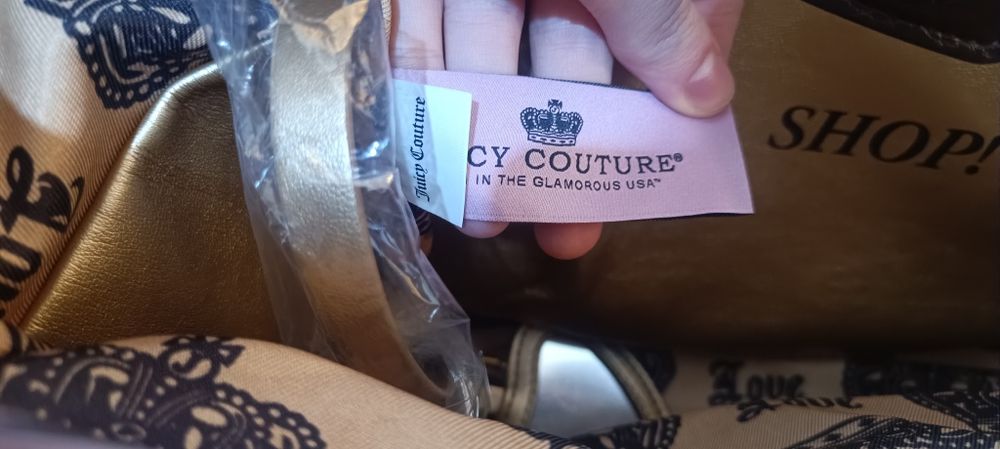 Juicy Couture
CY COUTURE®
IN THE GLAMOROUS USA™
SHOP!
Love